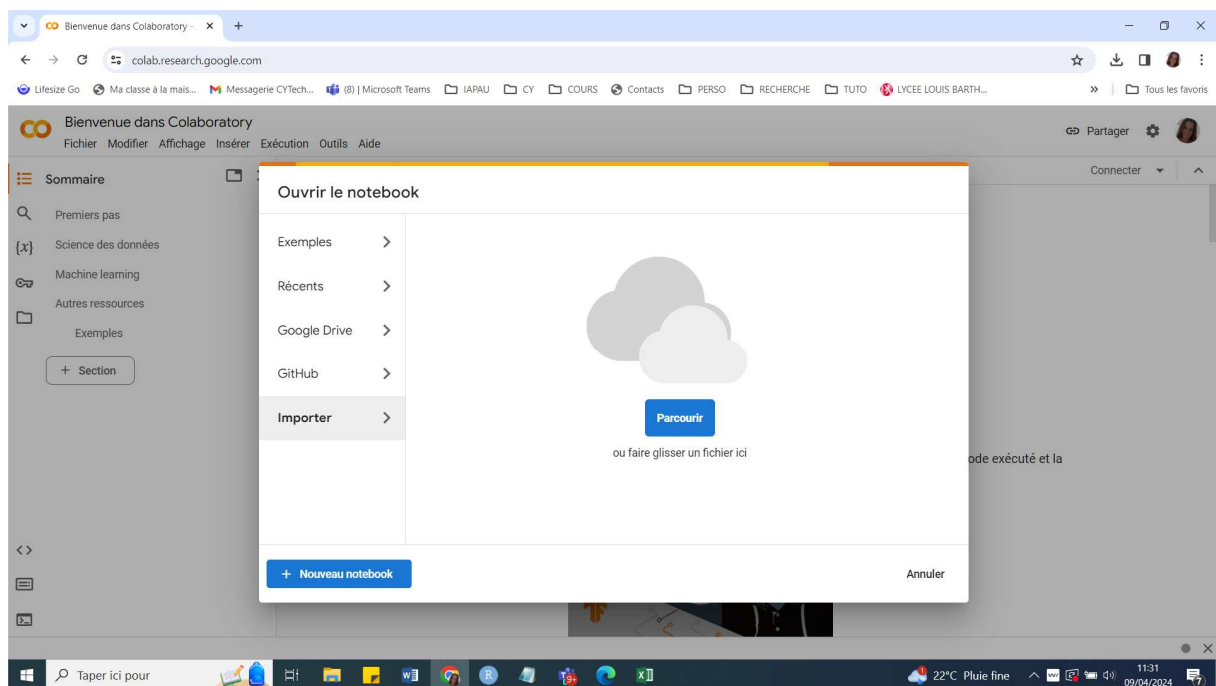 Bienvenue dans Colaboratory -
colab.research.google.com
Lifesize Go Ma classe à la mais... Messagerie CYTech... (8) | Microsoft Teams IAPAU CY COURS Contacts PERSO RECHERCHE TUTO LYCEE LOUIS BARTH... » Tous les favoris
CO Bienvenue dans Colaboratory
Fichier Modifier Affichage Insérer Exécution Outils Aide
Partager
Sommaire
Connecter
Ouvrir le notebook
Premiers pas
{x} Science des données
Machine learning
Autres ressources
Exemples
+ Section
Exemples
Récents
Google Drive
GitHub
Importer
Parcourir
ou faire glisser un fichier ici
ode exécuté et la
+ Nouveau notebook
Annuler
Taper ici pour
22°C Pluie fine
11:31
09/04/2024